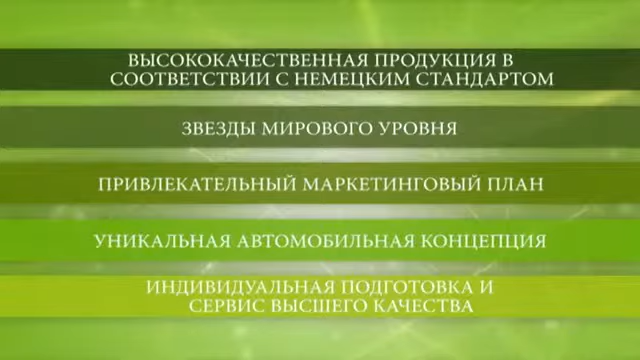 ВЫСОКОКАЧЕСТВЕННАЯ ПРОДУКЦИЯ В
СООТВЕТСТВИИ С НЕМЕЦКИМ СТАНДАРТОМ
ЗВЕЗДЫ МИРОВОГО УРОВНЯ
ПРИВЛЕКАТЕЛЬНЫЙ МАРКЕТИНГОВЫЙ ПЛАН
УНИКАЛЬНАЯ АВТОМОБИЛЬНАЯ КОНЦЕПЦИЯ
ИНДИВИДУАЛЬНАЯ ПОДГОТОВКА И
СЕРВИС ВЫСШЕГО КАЧЕСТВА